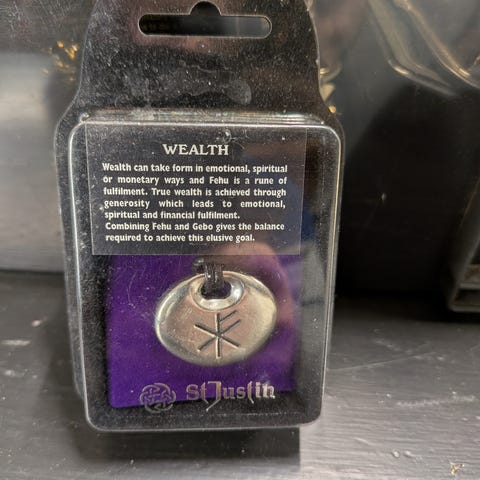 WEALTH
Wealth can take form in emotional, spiritual
or monetary ways and Fehu is a rune of
fulfilment. True wealth is achieved through
generosity which leads to emotional,
spiritual and financial fulfilment.
Combining Fehu and Gebo gives the balance
required to achieve this elusive goal.
St Justin